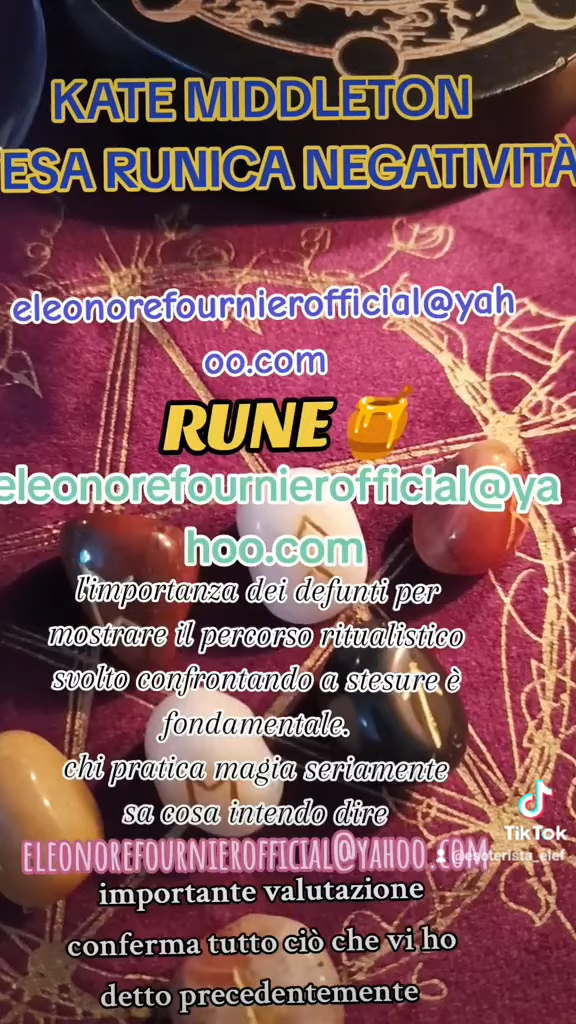 KATE MIDDLETON
TESA RUNICA NEGATIVITÀ
eleonorefournierofficial@yah
oo.com
RUNE
eleonorefournierofficial@ya
hoo.com
l'importanza dei defunti per
mostrare il percorso ritualistico
svolto confrontando a stesure è
fondamentale.
chi pratica magia seriamente
sa cosa intendo dire
TikTok
ELEONOREFOURNIEROFFICIAL@YAHOO.COM
@esoterista_elef
importante valutazione
conferma tutto ciò che vi ho
detto precedentemente